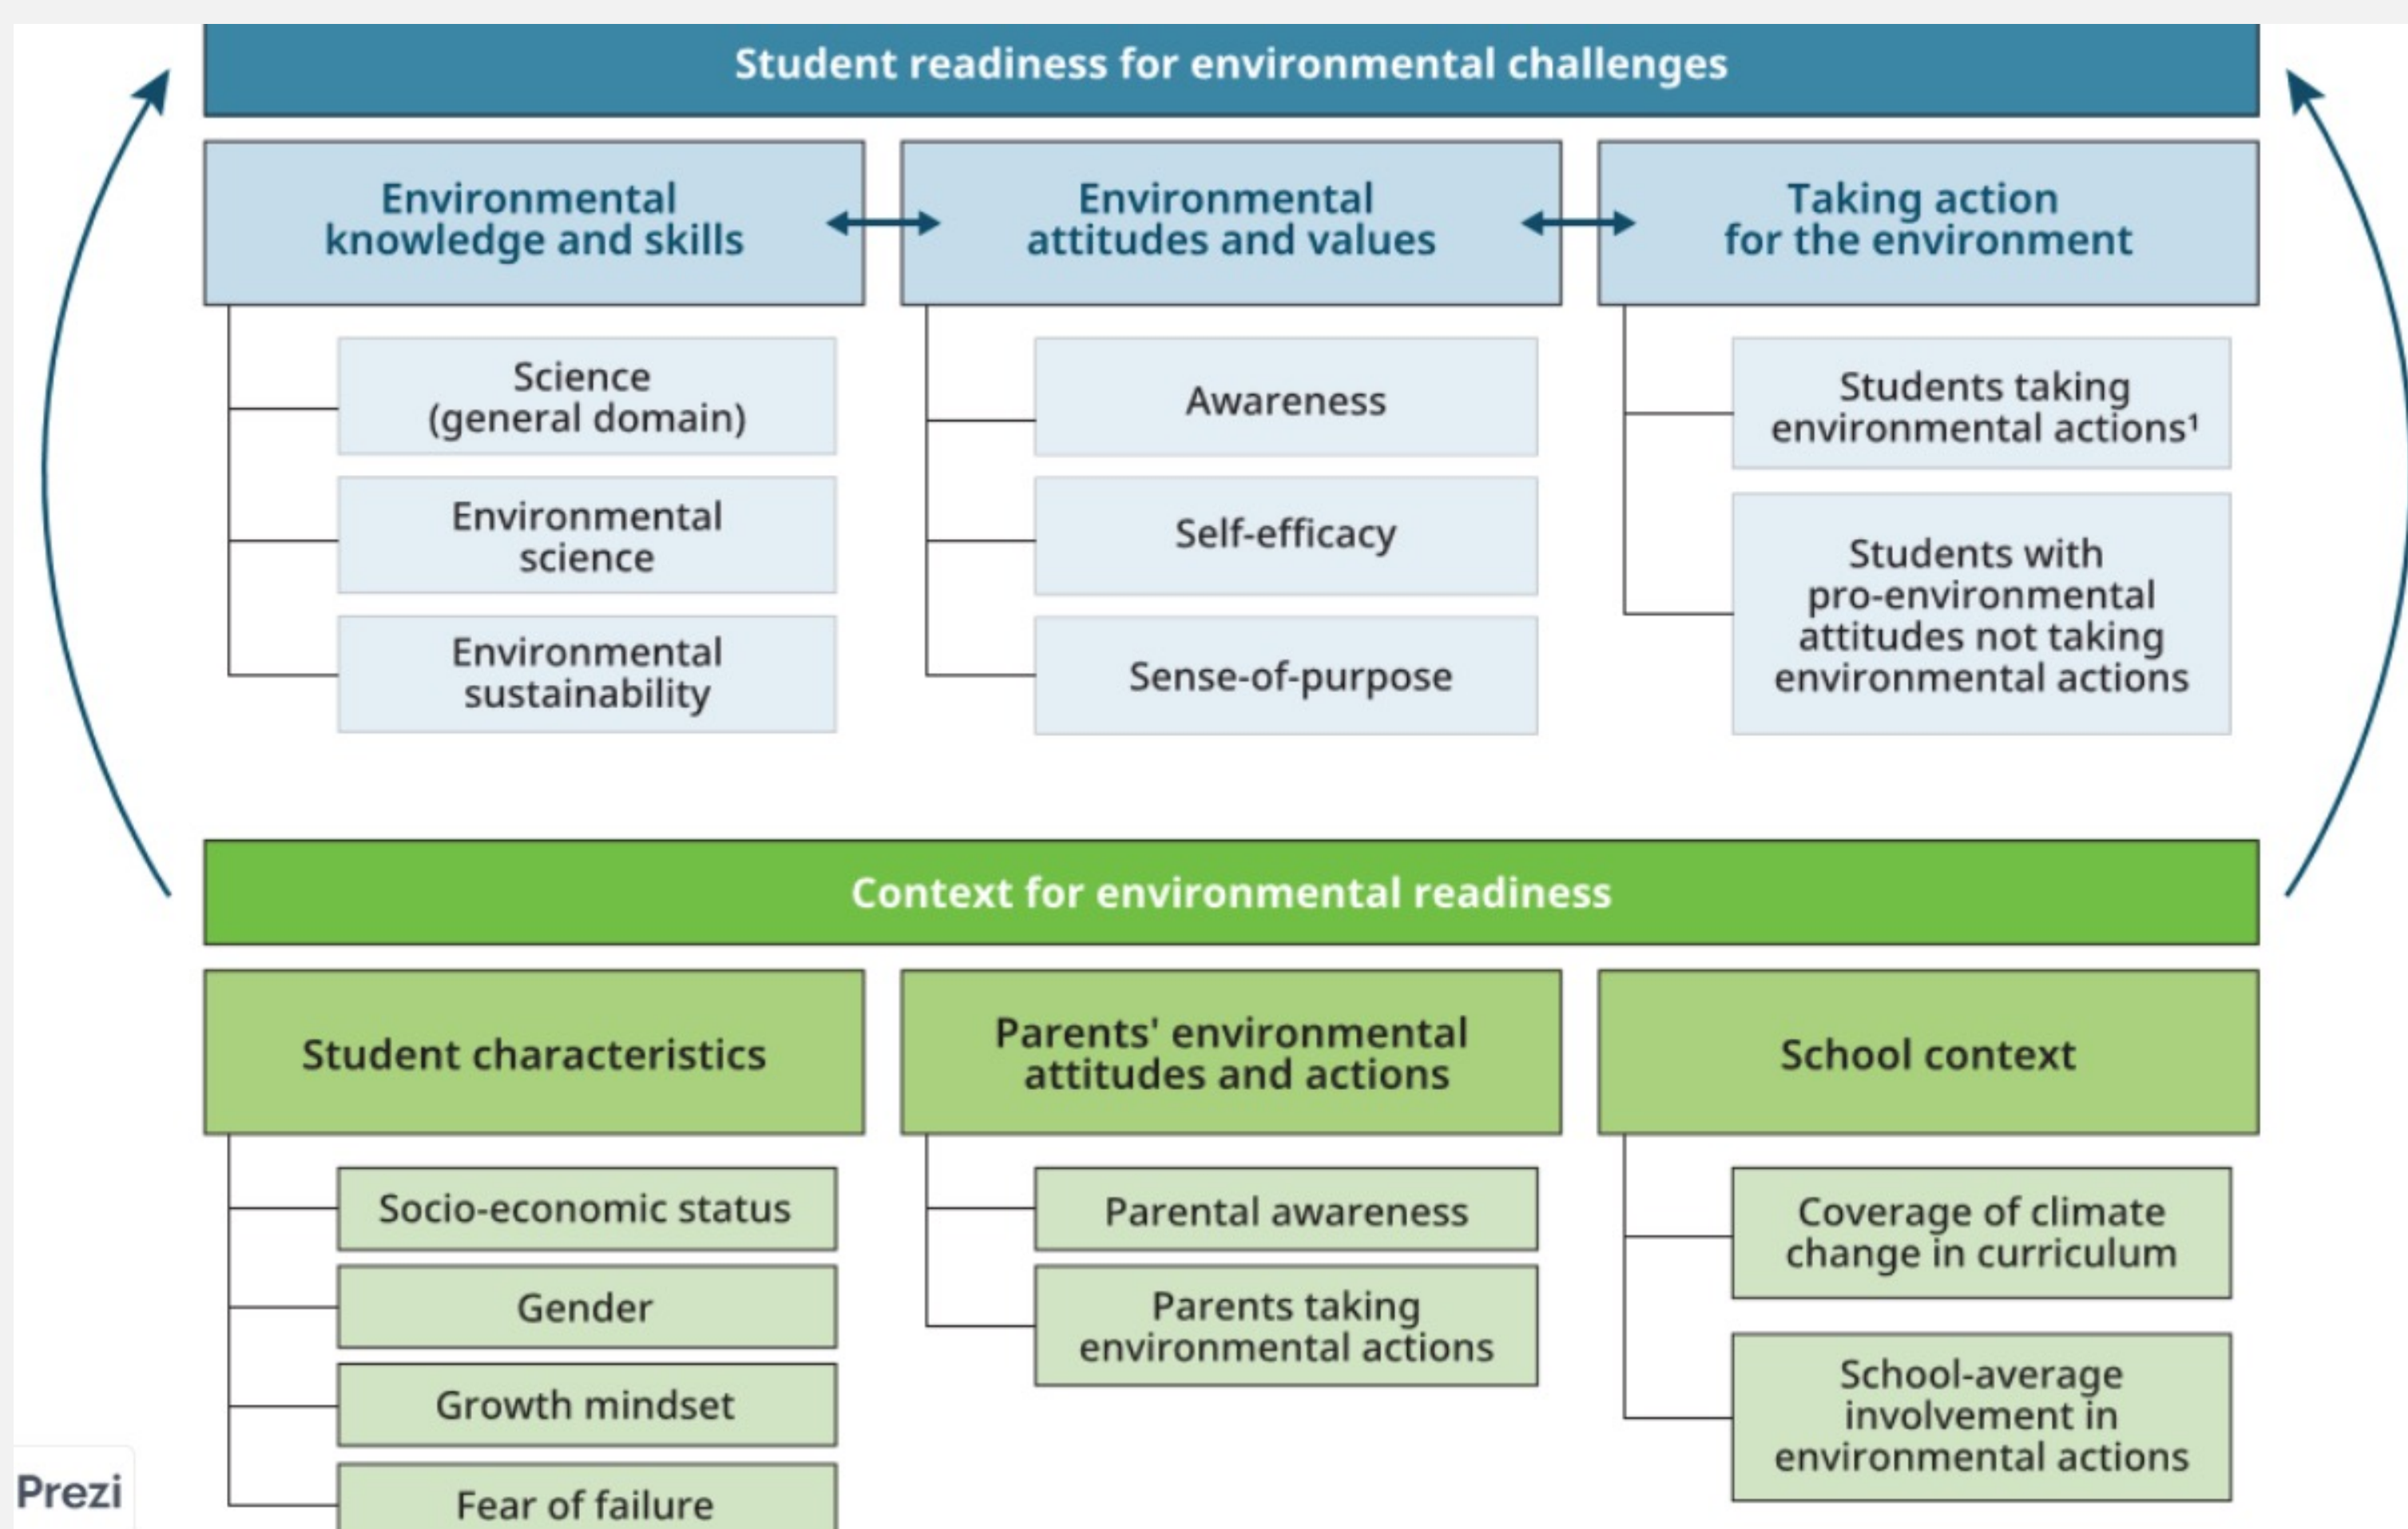 Student readiness for environmental challenges
Environmental
knowledge and skills
Science
(general domain)
Environmental
science
Environmental
sustainability
Environmental
attitudes and values
Awareness
Self-efficacy
Sense-of-purpose
Taking action
for the environment
Students taking
environmental actions¹
Students with
pro-environmental
attitudes not taking
environmental actions
Context for environmental readiness
Student characteristics
Socio-economic status
Gender
Growth mindset
Fear of failure
Parents' environmental
attitudes and actions
Parental awareness
Parents taking
environmental actions
School context
Coverage of climate
change in curriculum
School-average
involvement in
environmental actions
Prezi